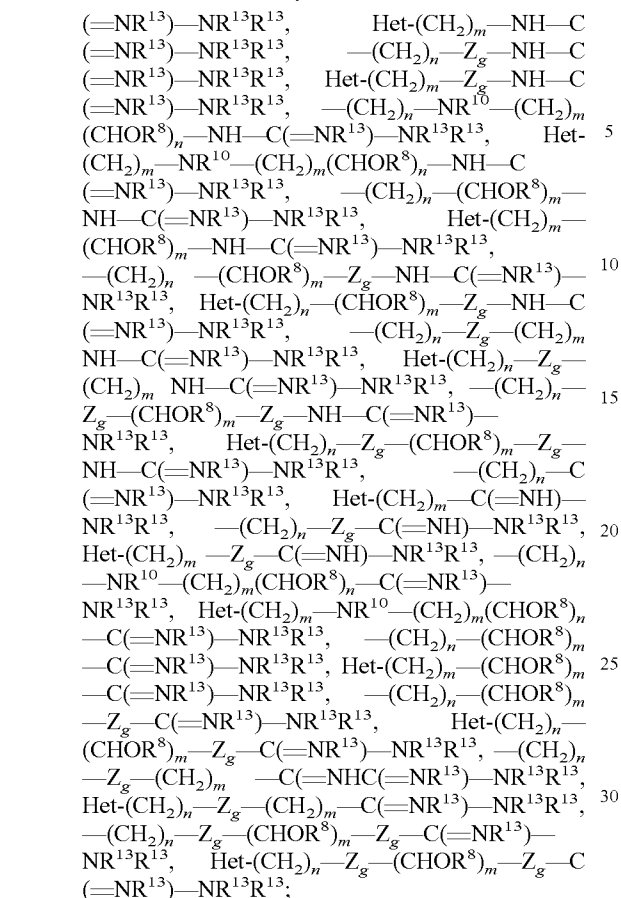 (=NR¹³)—NR¹³R¹³, Het-(CH₂)ₘ—NH—C
(=NR¹³)—NR¹³R¹³, —(CH₂)ₙ—Z_g—NH—C
(=NR¹³)—NR¹³R¹³, Het-(CH₂)ₘ—Z_g—NH—C
(=NR¹³)—NR¹³R¹³, —(CH₂)ₙ—NR¹⁰—(CH₂)ₘ
(CHOR⁸)ₙ—NH—C(=NR¹³)—NR¹³R¹³, Het- 5
(CH₂)ₘ—NR¹⁰—(CH₂)ₘ(CHOR⁸)ₙ—NH—C
(=NR¹³)—NR¹³R¹³, —(CH₂)ₙ—(CHOR⁸)ₘ—
NH—C(=NR¹³)—NR¹³R¹³, Het-(CH₂)ₘ—
(CHOR⁸)ₘ—NH—C(=NR¹³)—NR¹³R¹³,
—(CH₂)ₙ —(CHOR⁸)ₘ—Z_g—NH—C(=NR¹³)— 10
NR¹³R¹³, Het-(CH₂)ₙ—(CHOR⁸)ₘ—Z_g—NH—C
(=NR¹³)—NR¹³R¹³, —(CH₂)ₙ—Z_g—(CH₂)ₘ
NH—C(=NR¹³)—NR¹³R¹³, Het-(CH₂)ₙ—Z_g—
(CH₂)ₘ NH—C(=NR¹³)—NR¹³R¹³, —(CH₂)ₙ— 15
Z_g—(CHOR⁸)ₘ—Z_g—NH—C(=NR¹³)—
NR¹³R¹³, Het-(CH₂)ₙ—Z_g—(CHOR⁸)ₘ—Z_g—
NH—C(=NR¹³)—NR¹³R¹³, —(CH₂)ₙ—C
(=NR¹³)—NR¹³R¹³, Het-(CH₂)ₘ—C(=NH)—
NR¹³R¹³, —(CH₂)ₙ—Z_g—C(=NH)—NR¹³R¹³, 20
Het-(CH₂)ₘ —Z_g—C(=NH)—NR¹³R¹³, —(CH₂)ₙ
—NR¹⁰—(CH₂)ₘ(CHOR⁸)ₙ—C(=NR¹³)—
NR¹³R¹³, Het-(CH₂)ₘ—NR¹⁰—(CH₂)ₘ(CHOR⁸)ₙ
—C(=NR¹³)—NR¹³R¹³, —(CH₂)ₙ—(CHOR⁸)ₘ
—C(=NR¹³)—NR¹³R¹³, Het-(CH₂)ₘ—(CHOR⁸)ₘ 25
—C(=NR¹³)—NR¹³R¹³, —(CH₂)ₙ—(CHOR⁸)ₘ
—Z_g—C(=NR¹³)—NR¹³R¹³, Het-(CH₂)ₙ—
(CHOR⁸)ₘ—Z_g—C(=NR¹³)—NR¹³R¹³, —(CH₂)ₙ
—Z_g—(CH₂)ₘ —C(=NHC(=NR¹³)—NR¹³R¹³,
Het-(CH₂)ₙ—Z_g—(CH₂)ₘ—C(=NR¹³)—NR¹³R¹³, 30
—(CH₂)ₙ—Z_g—(CHOR⁸)ₘ—Z_g—C(=NR¹³)—
NR¹³R¹³, Het-(CH₂)ₙ—Z_g—(CHOR⁸)ₘ—Z_g—C
(=NR¹³)—NR¹³R¹³;